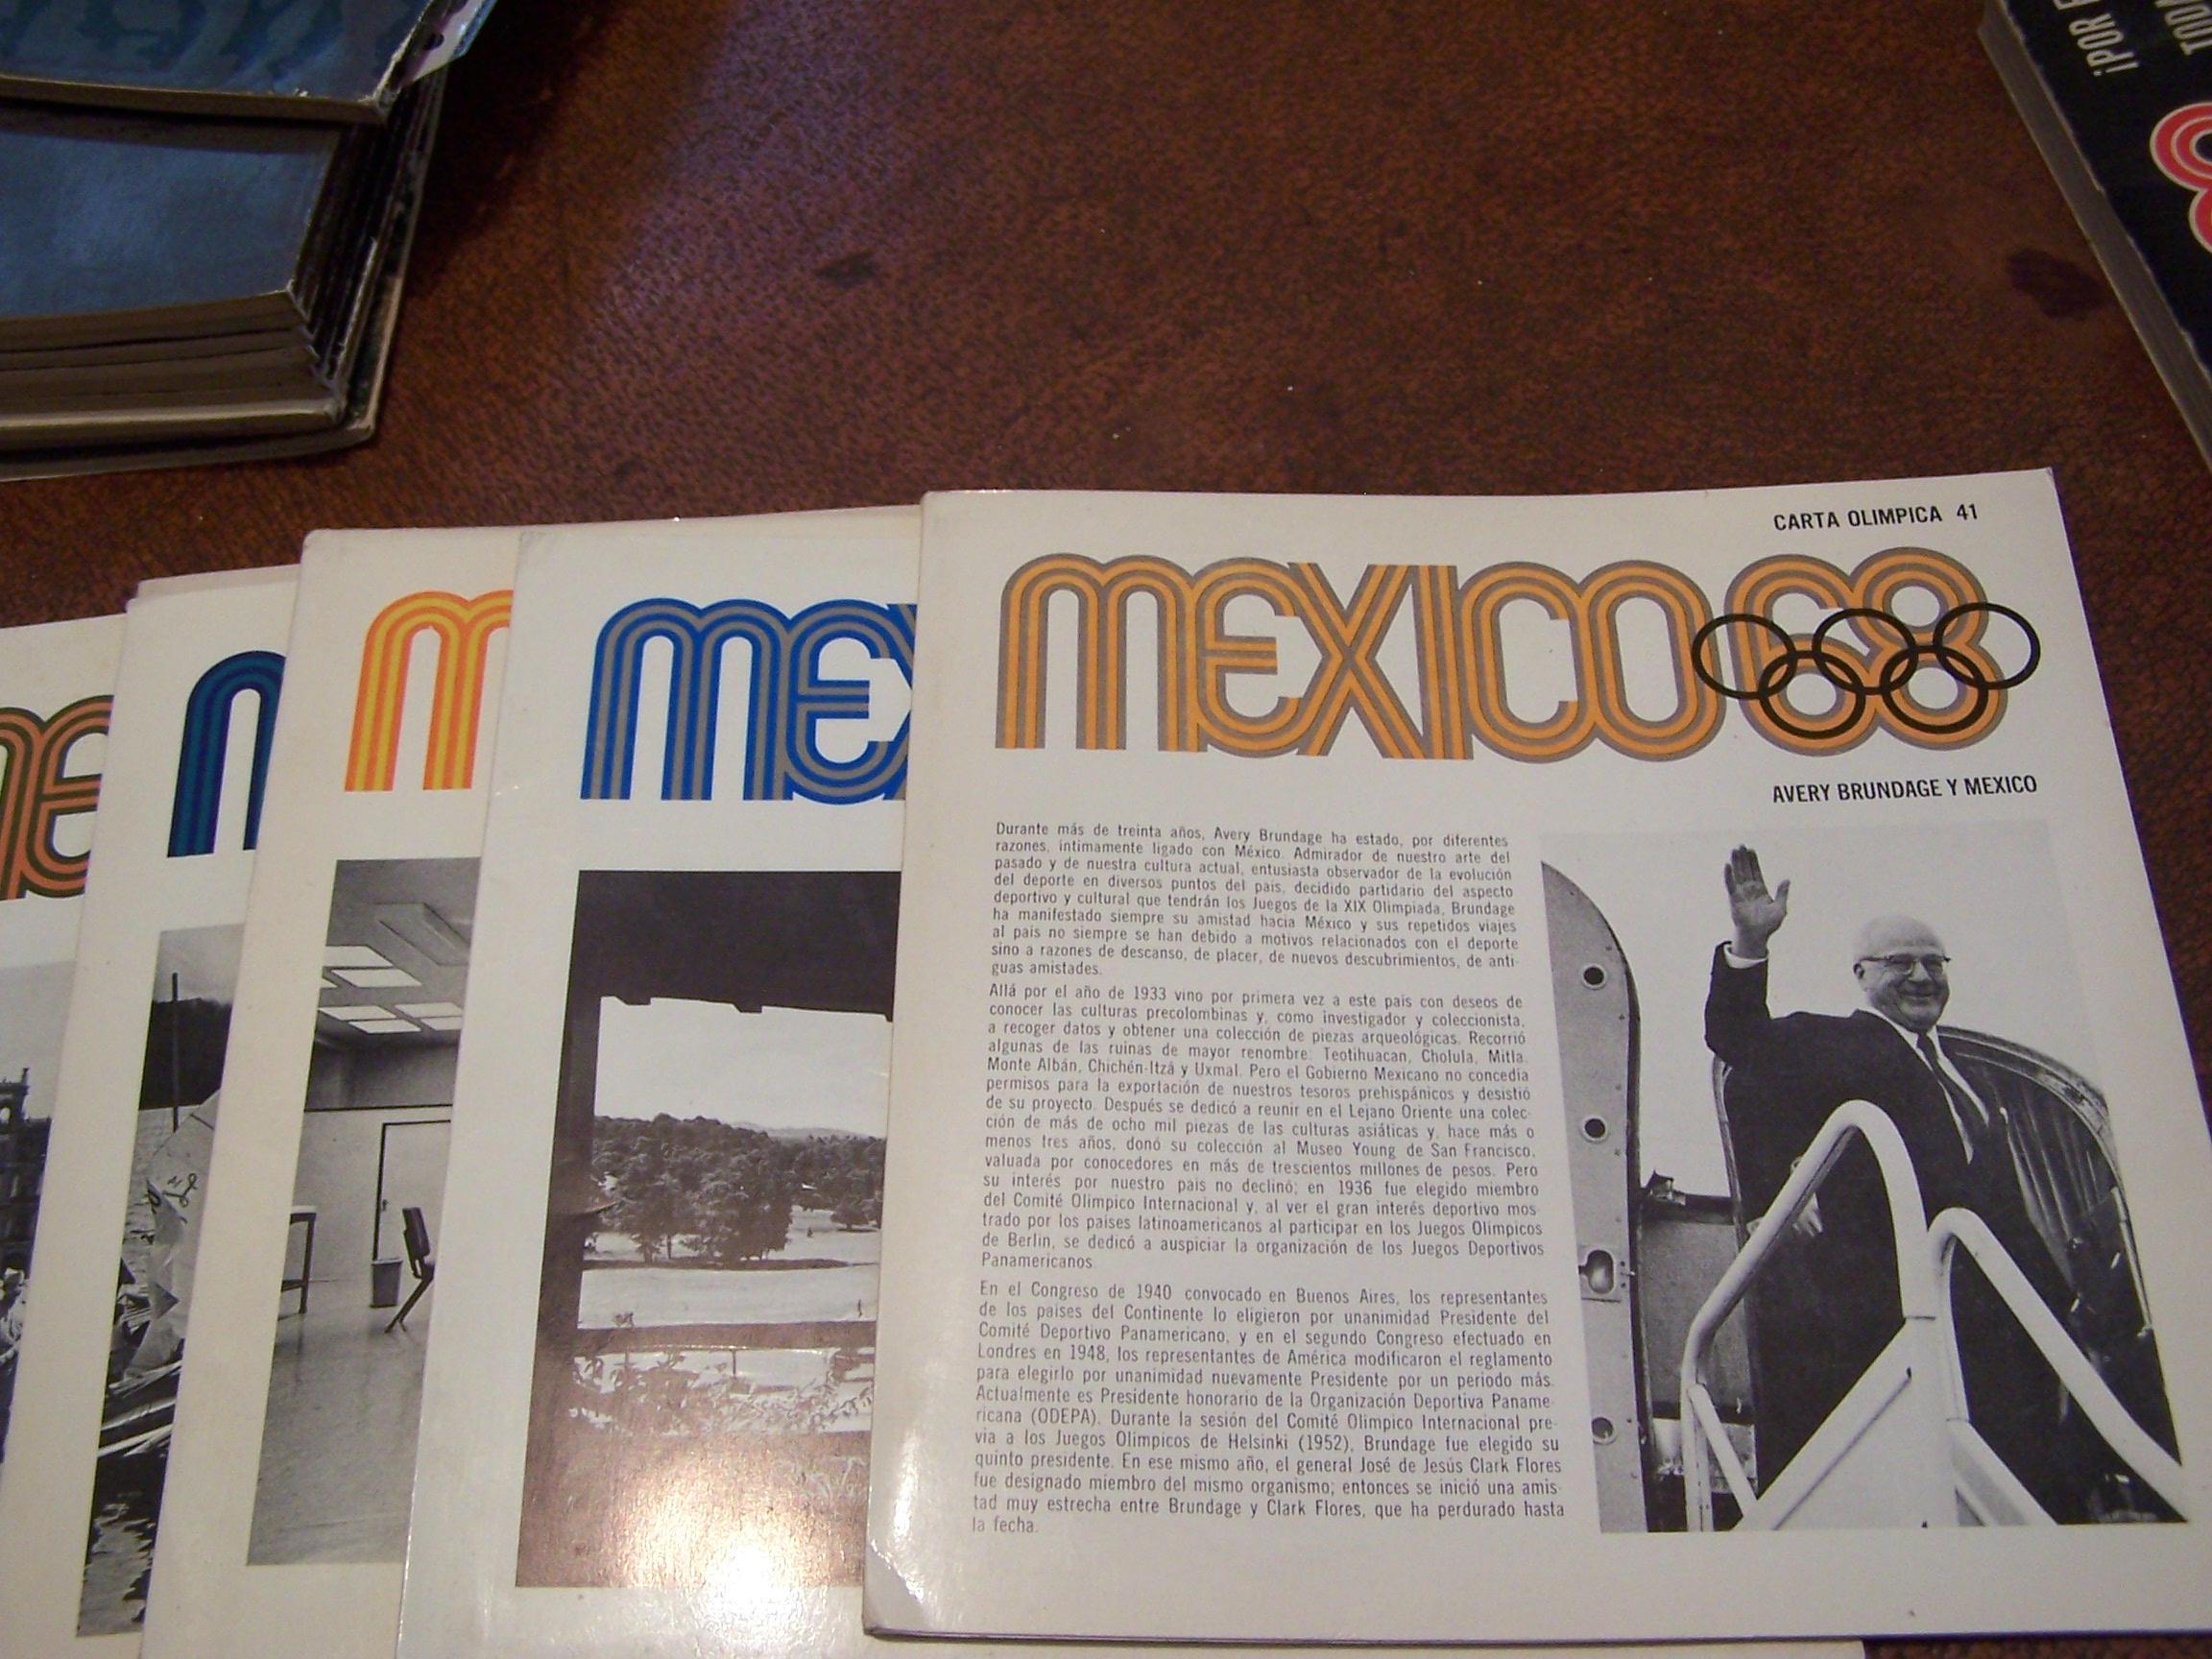 ¡POR
CARTA OLIMPICA 41
MEXICO68
AVERY BRUNDAGE Y MEXICO
Durante más de treinta años, Avery Brundage ha estado, por diferentes
razones, íntimamente ligado con México. Admirador de nuestro arte del
pasado y de nuestra cultura actual, entusiasta observador de la evolución
del deporte en diversos puntos del país, decidido partidario del aspecto
deportivo y cultural que tendrán los Juegos de la XIX Olimpiada, Brundage
ha manifestado siempre su amistad hacia México y sus repetidos viajes
al país no siempre se han debido a motivos relacionados con el deporte
sino a razones de descanso, de placer, de nuevos descubrimientos, de anti-
guas amistades.
Allá por el año de 1933 vino por primera vez a este país con deseos de
conocer las culturas precolombinas y, como investigador y coleccionista,
a recoger datos y obtener una colección de piezas arqueológicas. Recorrió
algunas de las ruinas de mayor renombre: Teotihuacan, Cholula, Mitla,
Monte Albán, Chichén-Itzá y Uxmal. Pero el Gobierno Mexicano no concedía
permisos para la exportación de nuestros tesoros prehispánicos y desistió
de su proyecto. Después se dedicó a reunir en el Lejano Oriente una colec-
ción de más de ocho mil piezas de las culturas asiáticas y, hace más o
menos tres años, donó su colección al Museo Young de San Francisco,
valuada por conocedores en más de trescientos millones de pesos. Pero
su interés por nuestro país no declinó; en 1936 fue elegido miembro
del Comité Olímpico Internacional y, al ver el gran interés deportivo mos-
trado por los países latinoamericanos al participar en los Juegos Olímpicos
de Berlín, se dedicó a auspiciar la organización de los Juegos Deportivos
Panamericanos.
En el Congreso de 1940 convocado en Buenos Aires, los representantes
de los países del Continente lo eligieron por unanimidad Presidente del
Comité Deportivo Panamericano, y en el segundo Congreso efectuado en
Londres en 1948, los representantes de América modificaron el reglamento
para elegirlo por unanimidad nuevamente Presidente por un periodo más.
Actualmente es Presidente honorario de la Organización Deportiva Paname-
ricana (ODEPA). Durante la sesión del Comité Olímpico Internacional pre-
via a los Juegos Olímpicos de Helsinki (1952), Brundage fue elegido su
quinto presidente. En ese mismo año, el general José de Jesús Clark Flores
fue designado miembro del mismo organismo; entonces se inició una amis-
tad muy estrecha entre Brundage y Clark Flores, que ha perdurado hasta
la fecha.